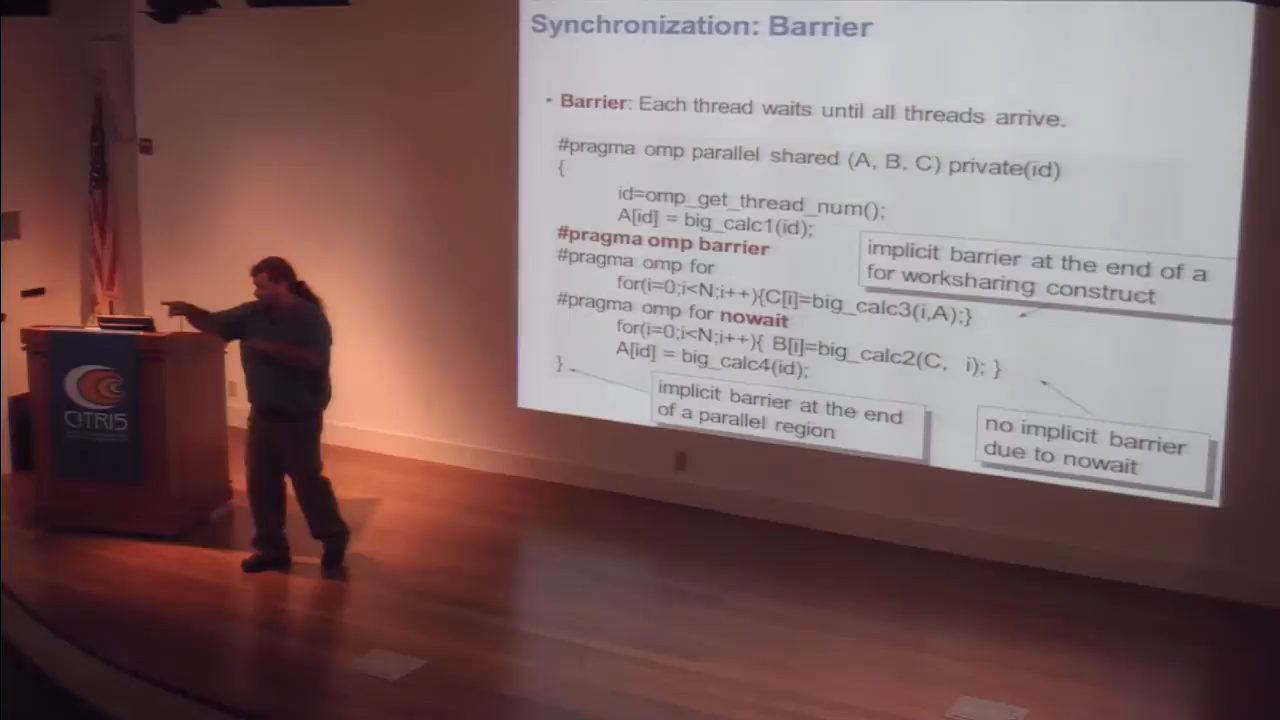 Synchronization: Barrier
• Barrier: Each thread waits until all threads arrive.
#pragma omp parallel shared (A, B, C) private(id)
{
id=omp_get_thread_num();
A[id] = big_calc1(id);
#pragma omp barrier
#pragma omp for
for(i=0;i<N;i++){C[i]=big_calc3(i,A);}
#pragma omp for nowait
for(i=0;i<N;i++){ B[i]=big_calc2(C, i); }
A[id] = big_calc4(id);
}
implicit barrier at the end of a
for worksharing construct
implicit barrier at the end
of a parallel region
no implicit barrier
due to nowait
CITRIS